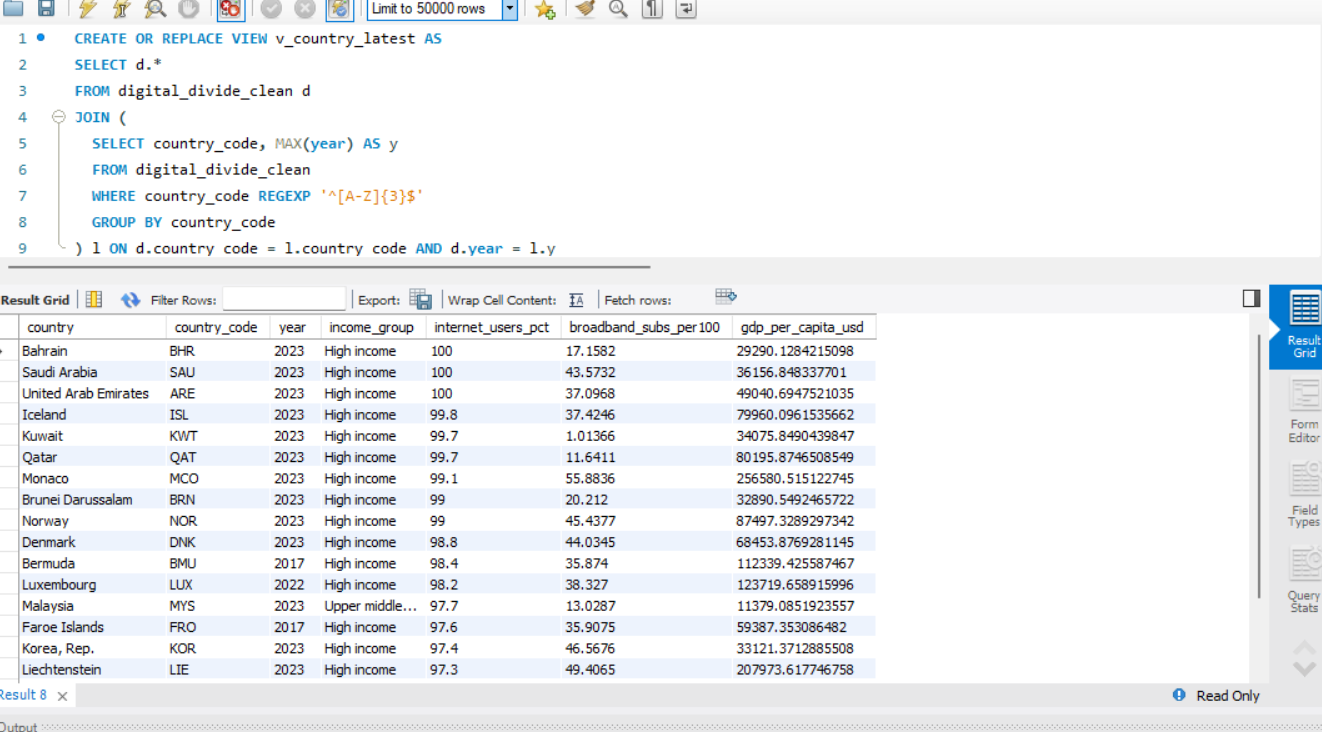 Limit to 50000 rows
1 CREATE OR REPLACE VIEW v_country_latest AS
2 SELECT d.*
3 FROM digital_divide_clean d
4 JOIN (
5 SELECT country_code, MAX(year) AS y
6 FROM digital_divide_clean
7 WHERE country_code REGEXP '^[A-Z]{3}$'
8 GROUP BY country_code
9 ) l ON d.country_code = l.country_code AND d.year = l.y
Result Grid Filter Rows: Export: Wrap Cell Content: IA Fetch rows:
country country_code year income_group internet_users_pct broadband_subs_per100 gdp_per_capita_usd
Bahrain BHR 2023 High income 100 17.1582 29290.1284215098
Saudi Arabia SAU 2023 High income 100 43.5732 36156.848337701
United Arab Emirates ARE 2023 High income 100 37.0968 49040.6947521035
Iceland ISL 2023 High income 99.8 37.4246 79960.0961535662
Kuwait KWT 2023 High income 99.7 1.01366 34075.8490439847
Qatar QAT 2023 High income 99.7 11.6411 80195.8746508549
Monaco MCO 2023 High income 99.1 55.8836 256580.515122745
Brunei Darussalam BRN 2023 High income 99 20.212 32890.5492465722
Norway NOR 2023 High income 99 45.4377 87497.3289297342
Denmark DNK 2023 High income 98.8 44.0345 68453.8769281145
Bermuda BMU 2017 High income 98.4 35.874 112339.425587467
Luxembourg LUX 2022 High income 98.2 38.327 123719.658915996
Malaysia MYS 2023 Upper middle... 97.7 13.0287 11379.0851923557
Faroe Islands FRO 2017 High income 97.6 35.9075 59387.353086482
Korea, Rep. KOR 2023 High income 97.4 46.5676 33121.3712885508
Liechtenstein LIE 2023 High income 97.3 49.4065 207973.617746758
Result
Grid
Form
Editor
Field
Types
Query
Stats
Result 8
Read Only
Output